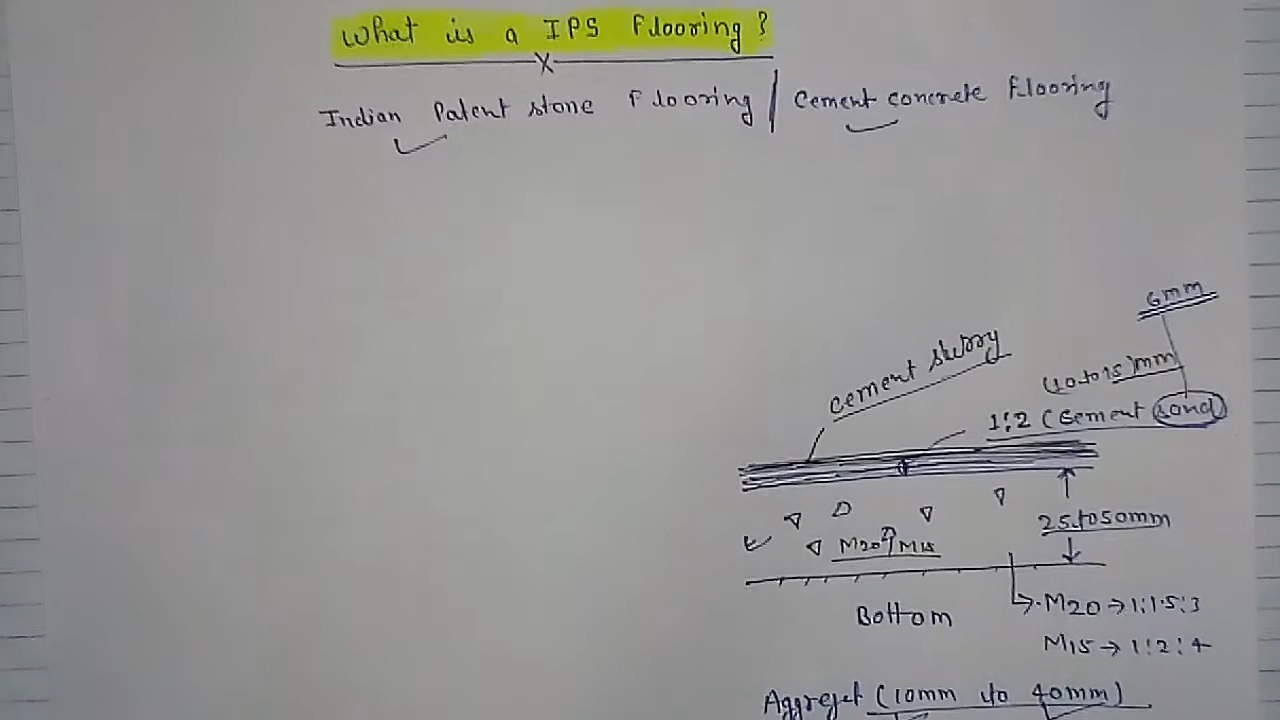 What is a IPS Flooring?
Indian Patent stone Flooring / Cement concrete Flooring
6mm
cement slurry
(10 to 15)mm
1:2 (Cement sand)
25 to 50mm
M20 / M15
Bottom
M20 → 1:1.5:3
M15 → 1:2:4
Aggrejet (10mm to 40mm)